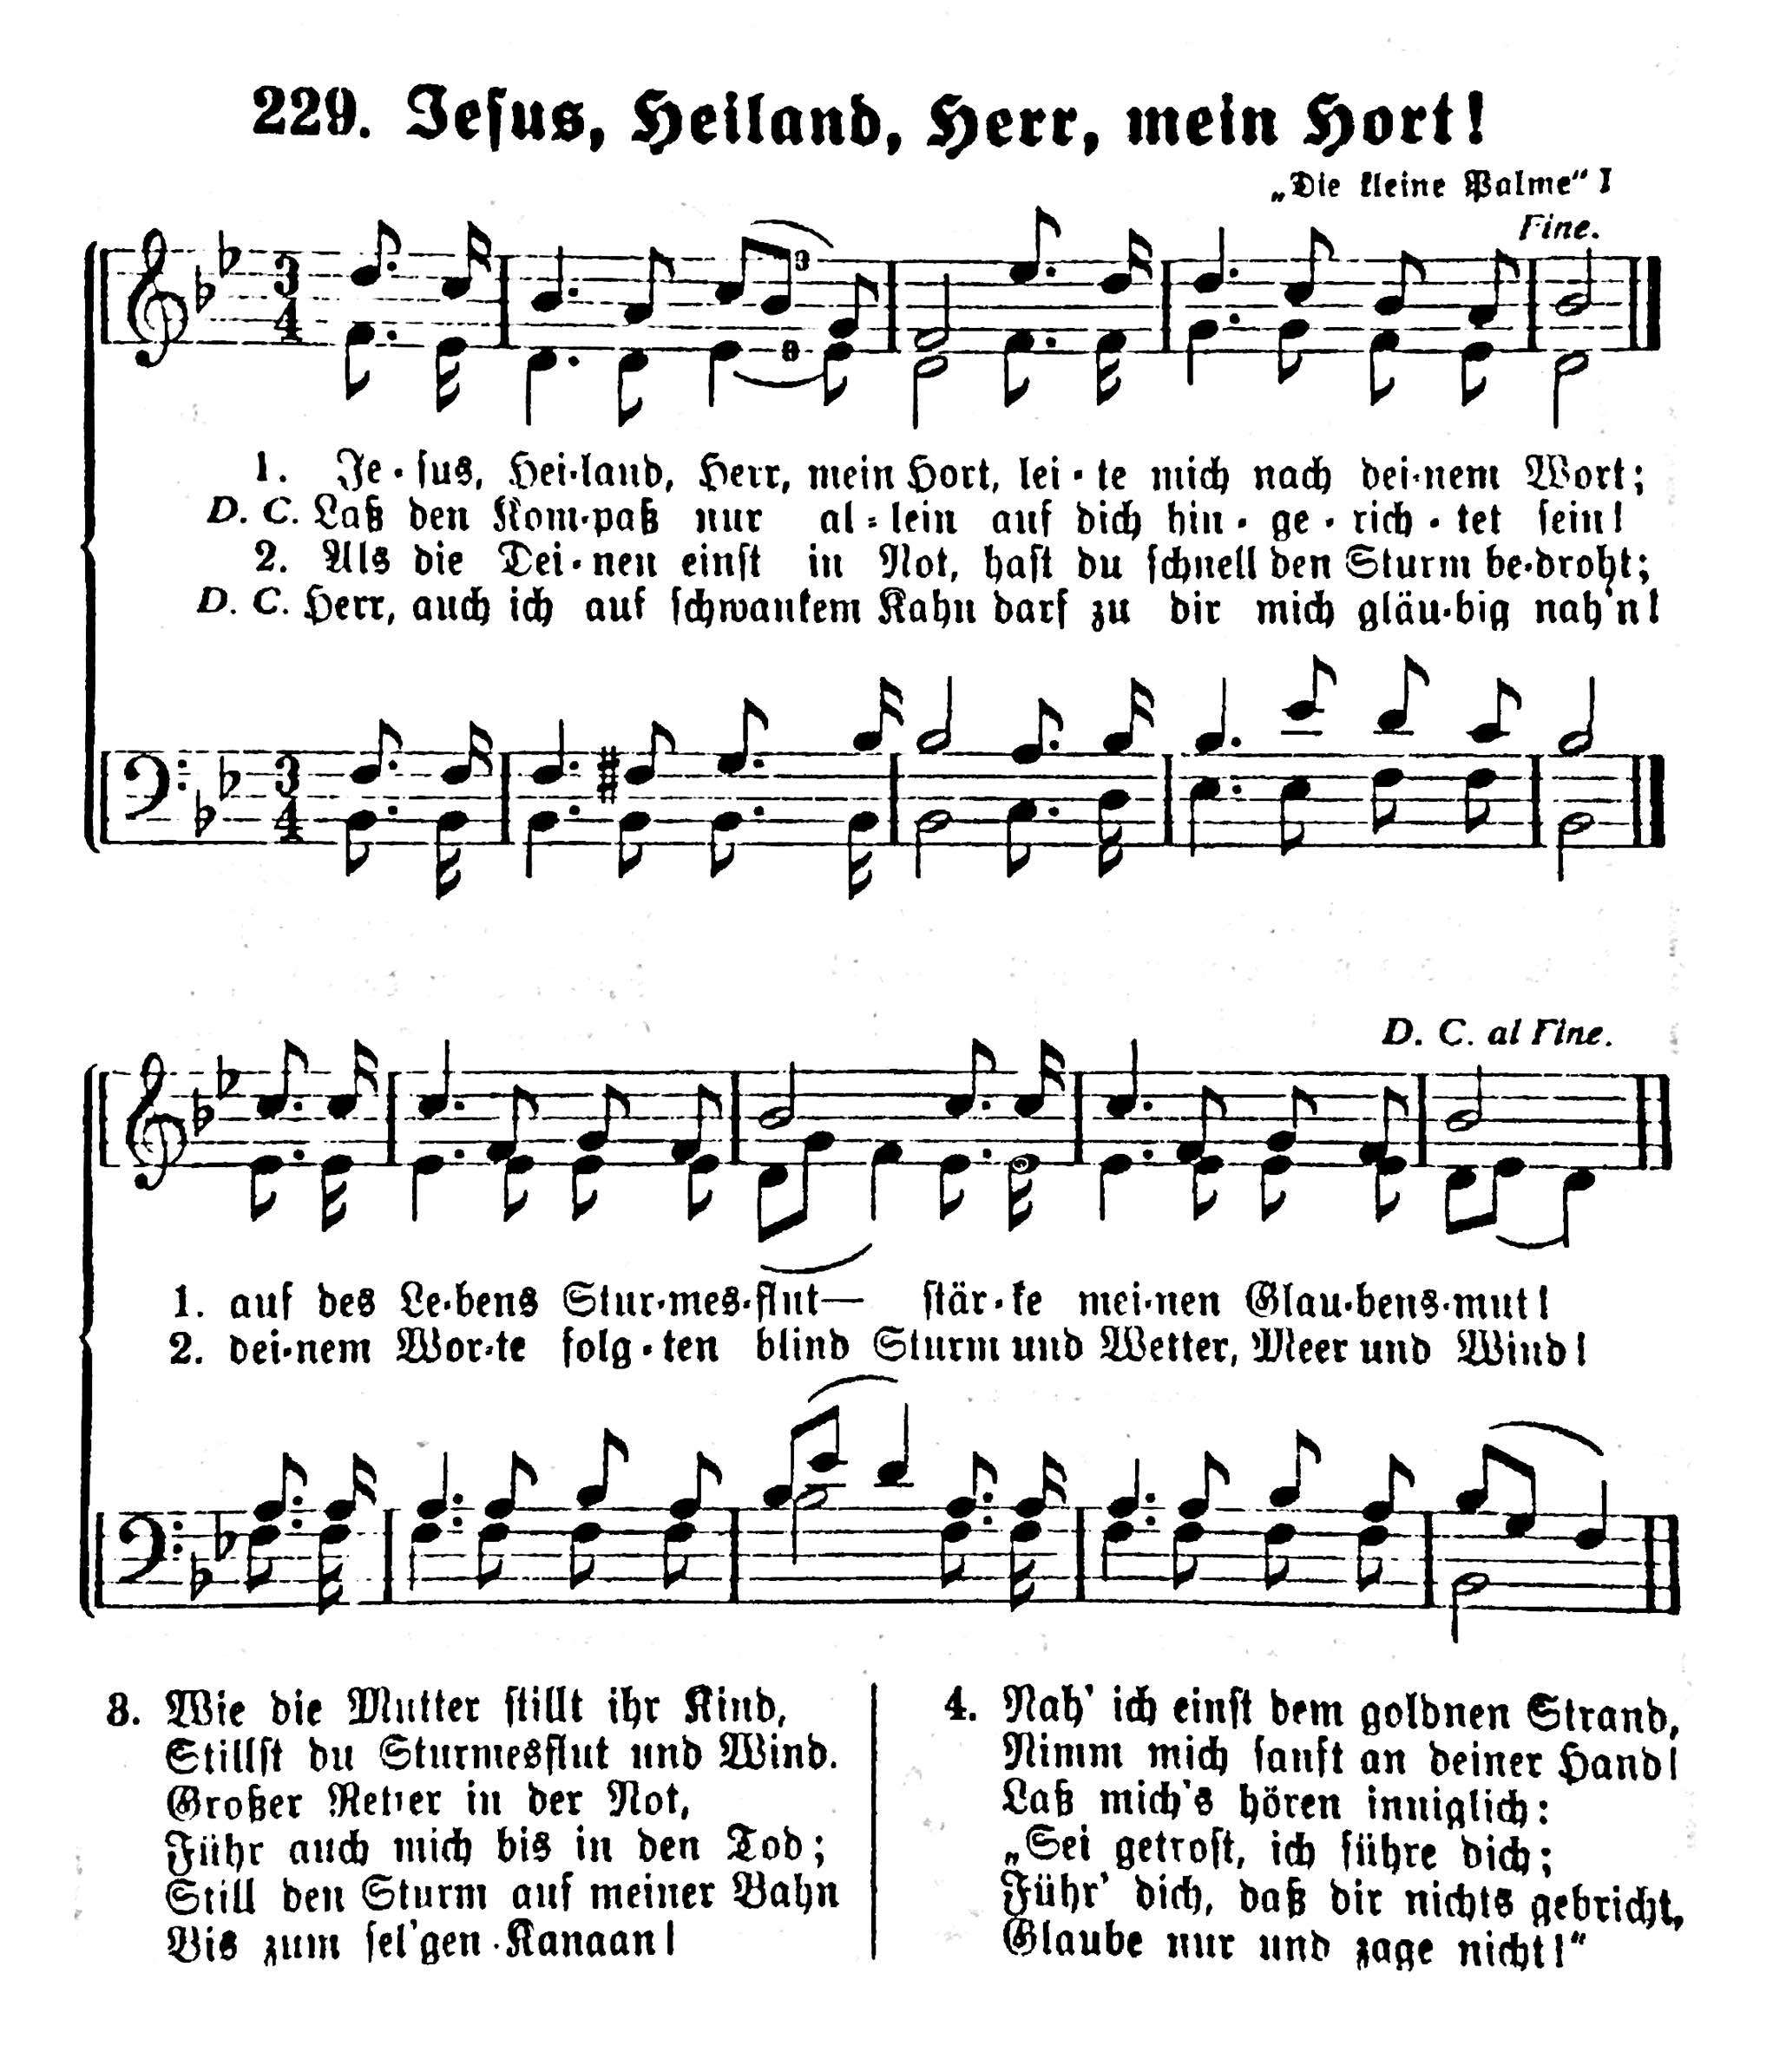 229. Jesus, Heiland, Herr, mein Hort!
„Die kleine Palme“ I
Fine.
1. Je-sus, Hei-land, Herr, mein Hort, lei-te mich nach dei-nem Wort;
D. C. Laß den Kom-paß nur al-lein auf dich hin-ge-rich-tet sein!
2. Als die Dei-nen einst in Not, hast du schnell den Sturm be-droht;
D. C. Herr, auch ich auf schwankem Kahn darf zu dir mich gläu-big nah'n!
D. C. al Fine.
1. auf des Le-bens Stur-mes-flut— stär-ke mei-nen Glau-bens-mut!
2. dei-nem Wor-te folg-ten blind Sturm und Wetter, Meer und Wind!
3. Wie die Mutter stillt ihr Kind,
Stillst du Sturmesflut und Wind.
Großer Retter in der Not,
Führ auch mich bis in den Tod;
Still den Sturm auf meiner Bahn
Bis zum sel'gen Kanaan!
4. Nah' ich einst dem goldnen Strand,
Nimm mich sanft an deiner Hand!
Laß mich's hören inniglich:
„Sei getrost, ich führe dich;
Führ' dich, daß dir nichts gebricht,
Glaube nur und zage nicht!“